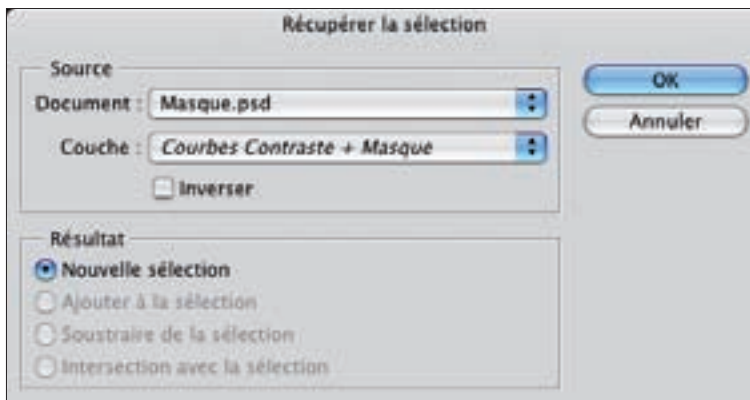 Récupérer la sélection
Source
Document : Masque.psd
Couche : Courbes Contraste + Masque
Inverser
OK
Annuler
Résultat
Nouvelle sélection
Ajouter à la sélection
Soustraire de la sélection
Intersection avec la sélection